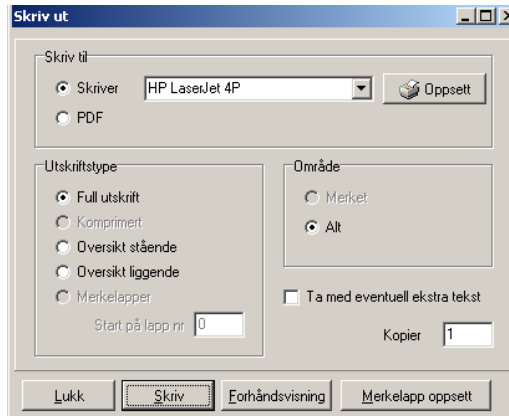 Skriv ut
Skriv til
Skriver HP LaserJet 4P Oppsett
PDF
Utskriftstype
Full utskrift
Komprimert
Oversikt stående
Oversikt liggende
Merkelapper
Start på lapp nr 0
Område
Merket
Alt
Ta med eventuell ekstra tekst
Kopier 1
Lukk Skriv Forhåndsvisning Merkelapp oppsett